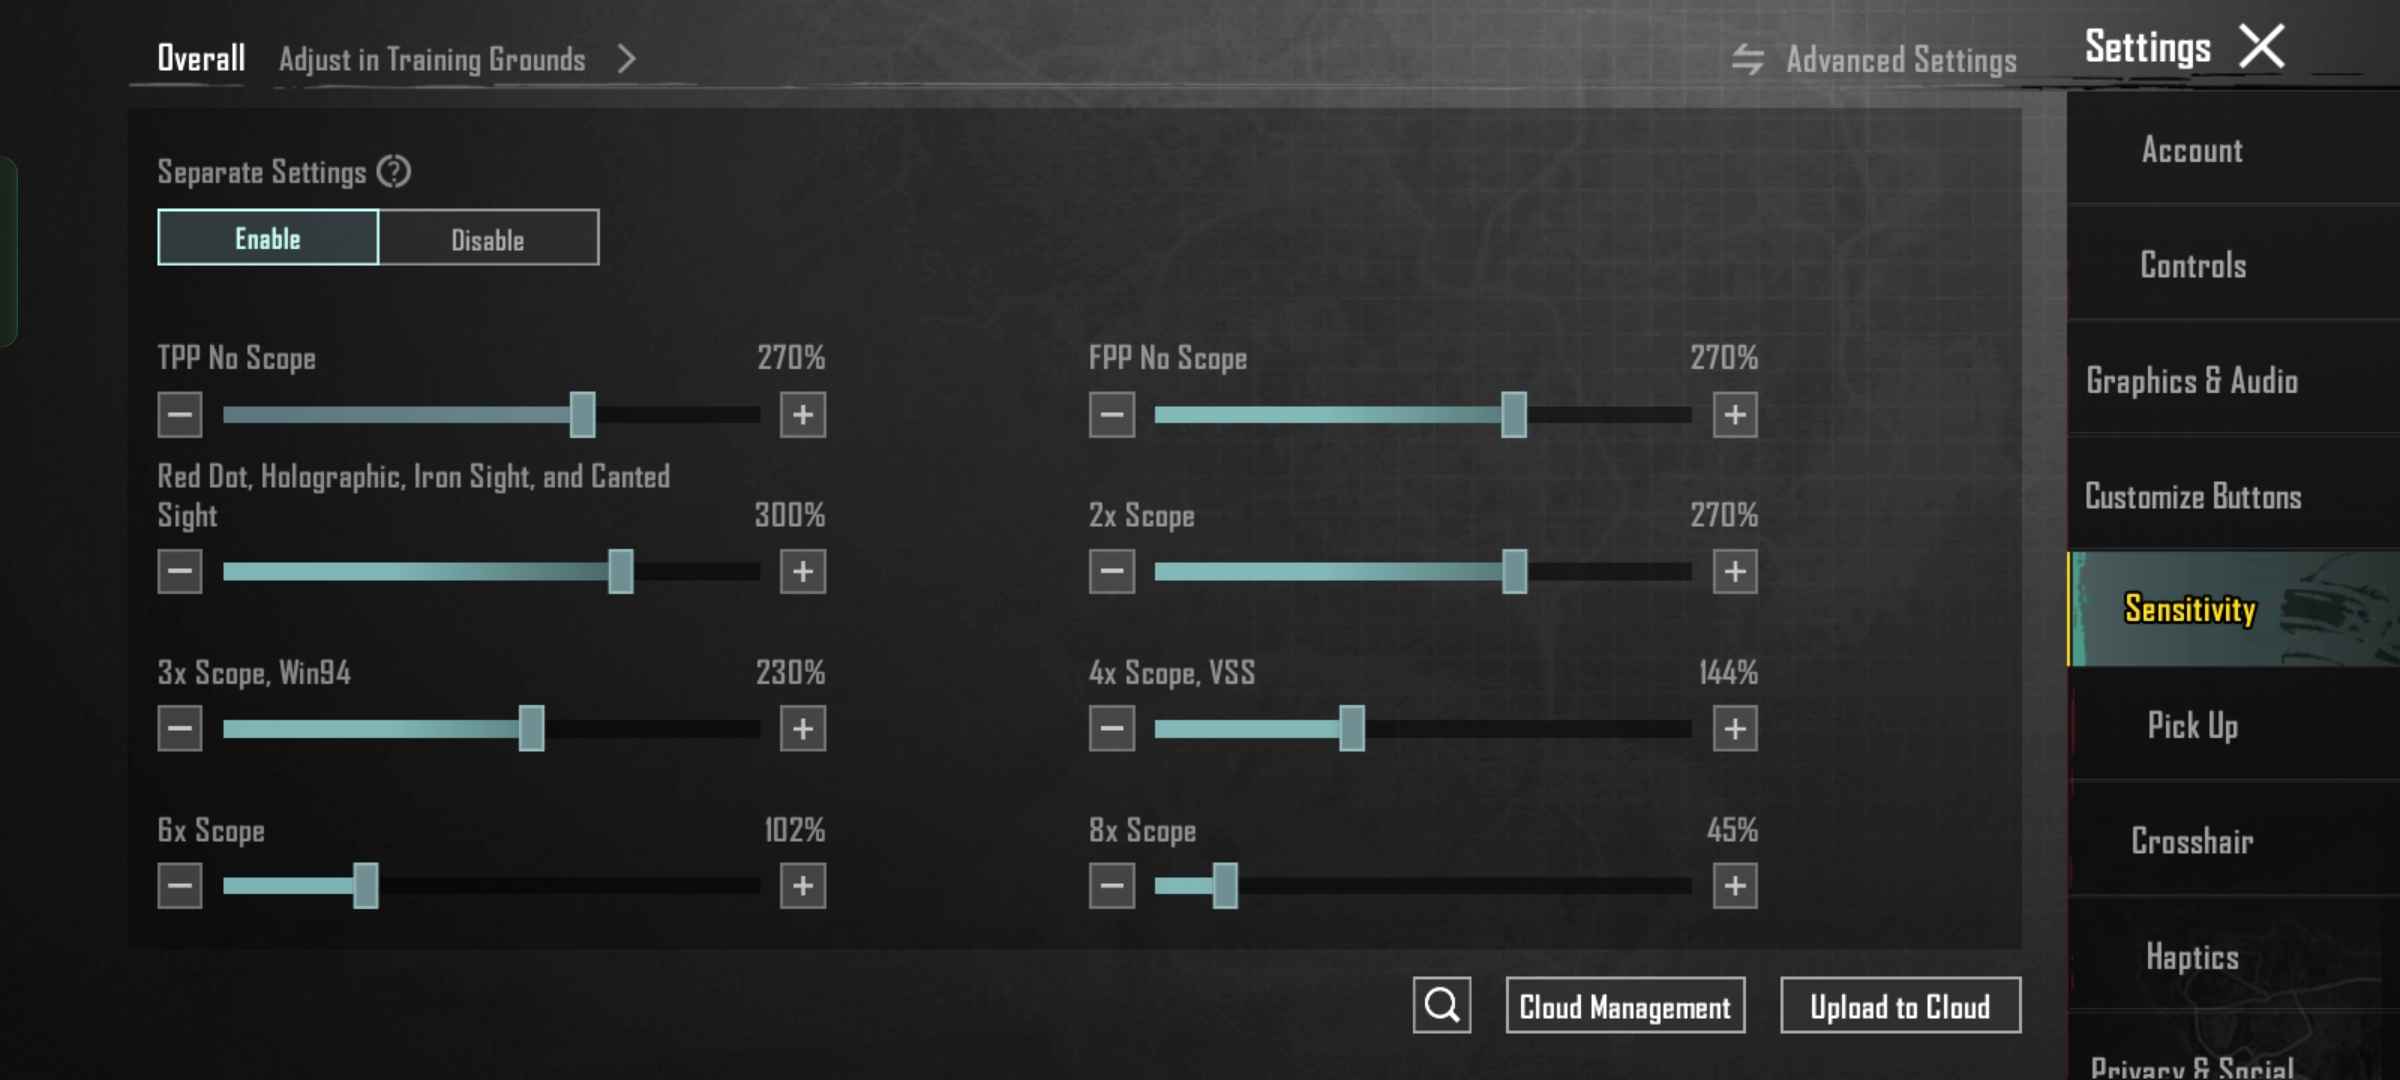 Overall
Adjust in Training Grounds
Advanced Settings
Settings
Separate Settings
Enable
Disable
TPP No Scope
270%
FPP No Scope
270%
Red Dot, Holographic, Iron Sight, and Canted
Sight
300%
2x Scope
270%
3x Scope, Win94
230%
4x Scope, VSS
144%
6x Scope
102%
8x Scope
45%
Cloud Management
Upload to Cloud
Account
Controls
Graphics & Audio
Customize Buttons
Sensitivity
Pick Up
Crosshair
Haptics
Privacy & Social